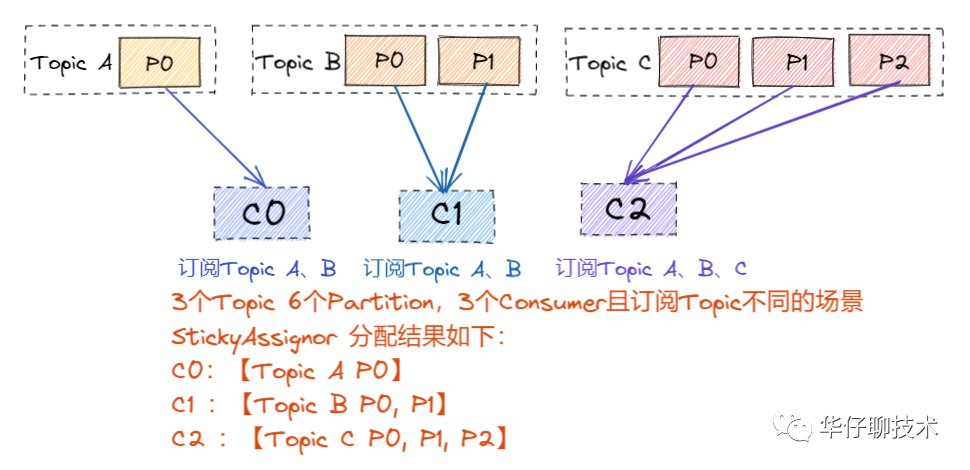 Topic A P0 Topic B P0 P1 Topic C P0 P1 P2
C0 C1 C2
订阅Topic A、B 订阅Topic A、B 订阅Topic A、B、C
3个Topic 6个Partition，3个Consumer且订阅Topic不同的场景
StickyAssignor 分配结果如下：
C0：【Topic A P0】
C1 ：【Topic B P0, P1】
C2 ：【Topic C P0, P1, P2】
华仔聊技术